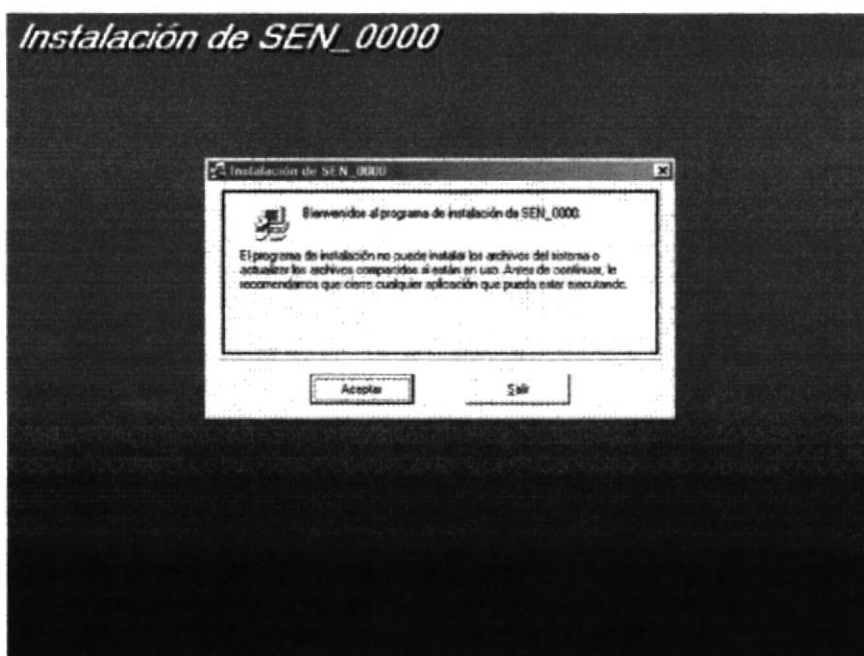 Instalación de SEN_0000
Instalación de SEN_0000
Bienvenidos al programa de instalación de SEN_0000.
El programa de instalación no puede instalar los archivos del sistema o
actualizar los archivos compartidos si están en uso. Antes de continuar, le
recomendamos que cierre cualquier aplicación que pueda estar ejecutando.
Aceptar
Salir